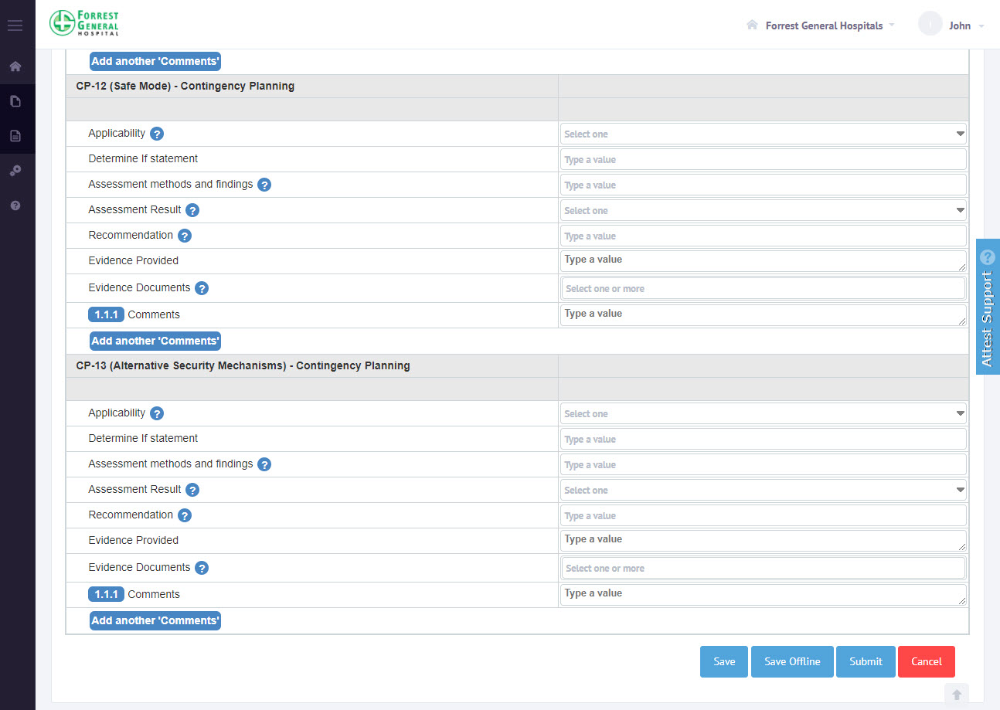 FORREST
GENERAL
HOSPITAL
Forrest General Hospitals
John
Add another 'Comments'
CP-12 (Safe Mode) - Contingency Planning
Applicability ? Select one
Determine If statement Type a value
Assessment methods and findings ? Type a value
Assessment Result ? Select one
Recommendation ? Type a value
Evidence Provided Type a value
Evidence Documents ? Select one or more
1.1.1 Comments Type a value
Add another 'Comments'
CP-13 (Alternative Security Mechanisms) - Contingency Planning
Applicability ? Select one
Determine If statement Type a value
Assessment methods and findings ? Type a value
Assessment Result ? Select one
Recommendation ? Type a value
Evidence Provided Type a value
Evidence Documents ? Select one or more
1.1.1 Comments Type a value
Add another 'Comments'
Save Save Offline Submit Cancel
Attest Support ?